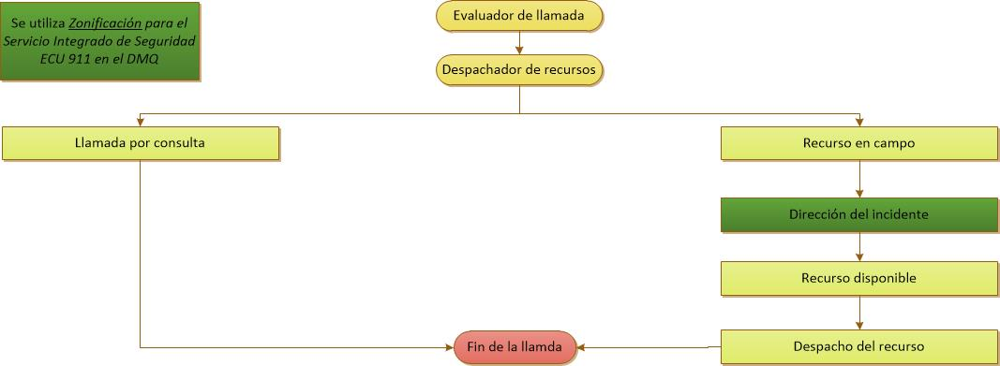 Se utiliza Zonificación para el
Servicio Integrado de Seguridad
ECU 911 en el DMQ
Evaluador de llamada
Despachador de recursos
Llamada por consulta
Recurso en campo
Dirección del incidente
Recurso disponible
Despacho del recurso
Fin de la llamda